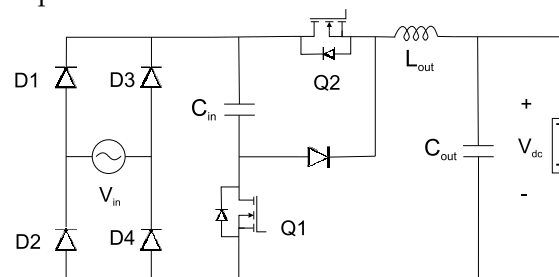 D1
D3
Q2
L_out
C_in
+
C_out
V_dc
V_in
-
D2
D4
Q1